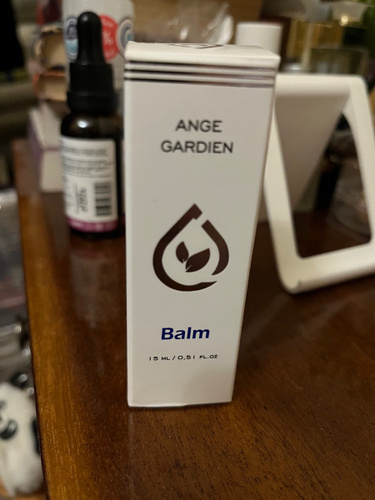 ANGE
GARDIEN
Balm
15 ML / 0,51 FL.OZ